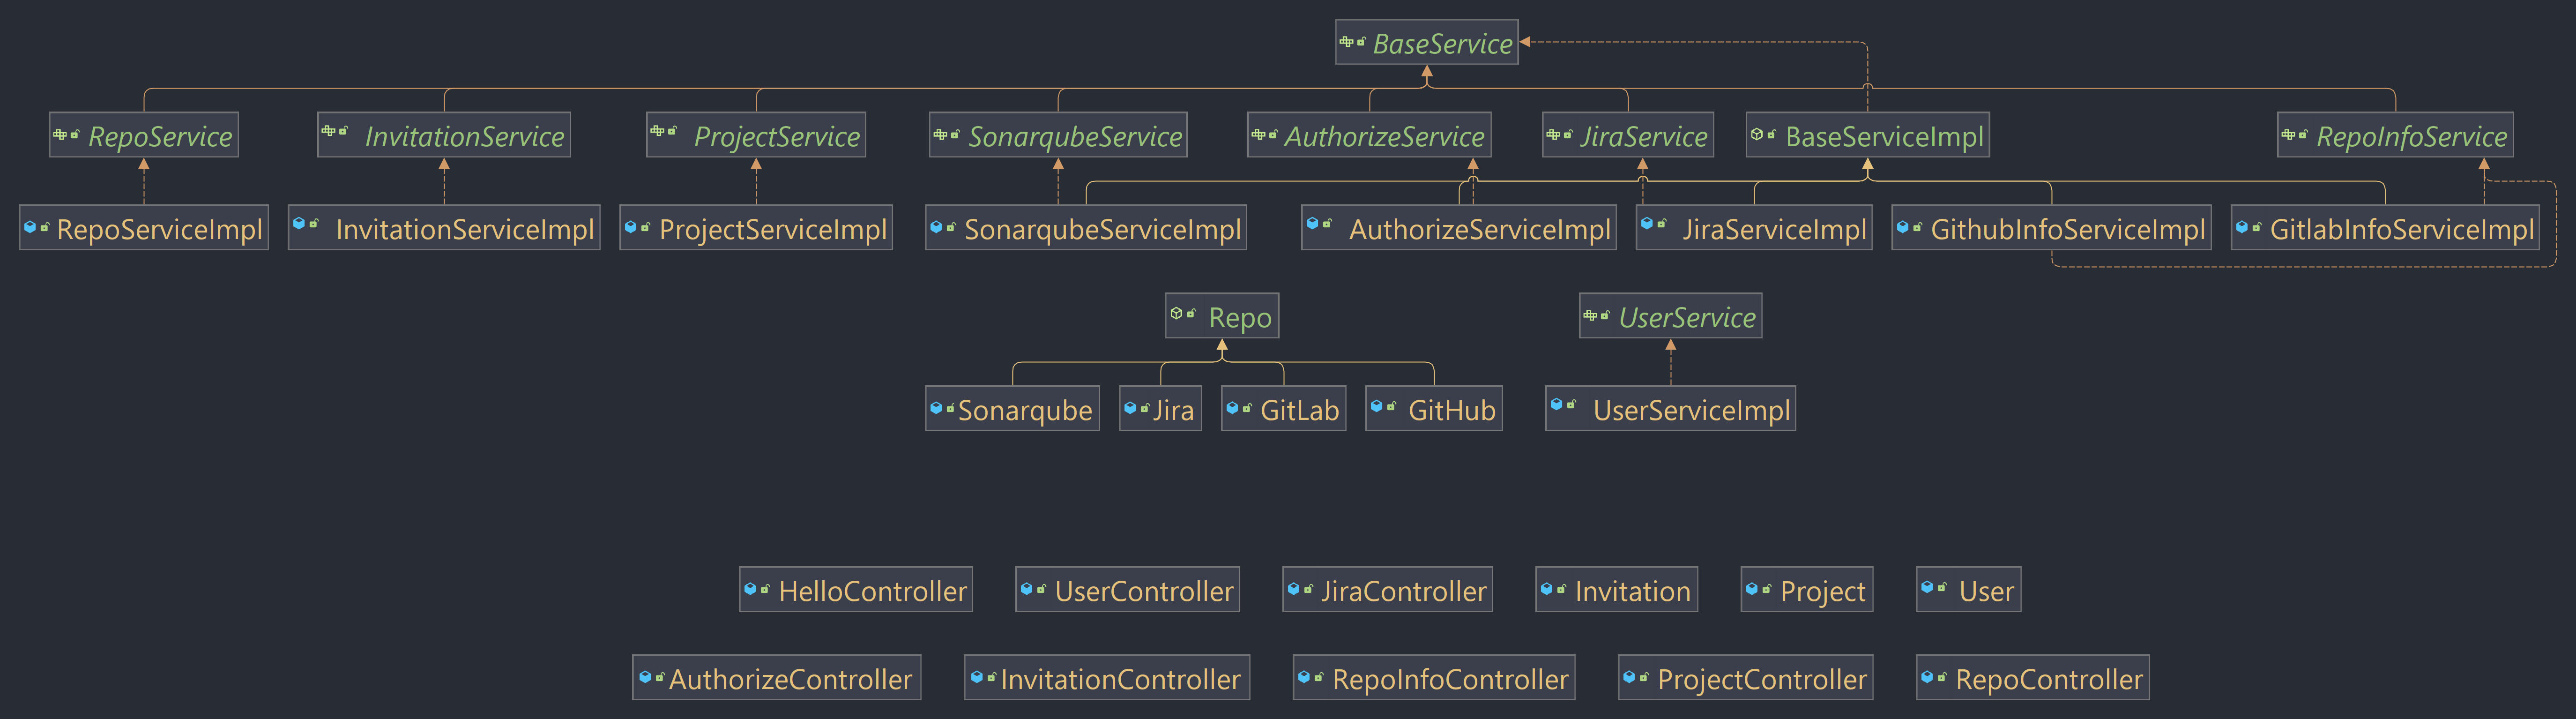 BaseService
RepoService
InvitationService
ProjectService
SonarqubeService
AuthorizeService
JiraService
BaseServiceImpl
RepoInfoService
RepoServiceImpl
InvitationServiceImpl
ProjectServiceImpl
SonarqubeServiceImpl
AuthorizeServiceImpl
JiraServiceImpl
GithubInfoServiceImpl
GitlabInfoServiceImpl
Repo
UserService
Sonarqube
Jira
GitLab
GitHub
UserServiceImpl
HelloController
UserController
JiraController
Invitation
Project
User
AuthorizeController
InvitationController
RepoInfoController
ProjectController
RepoController